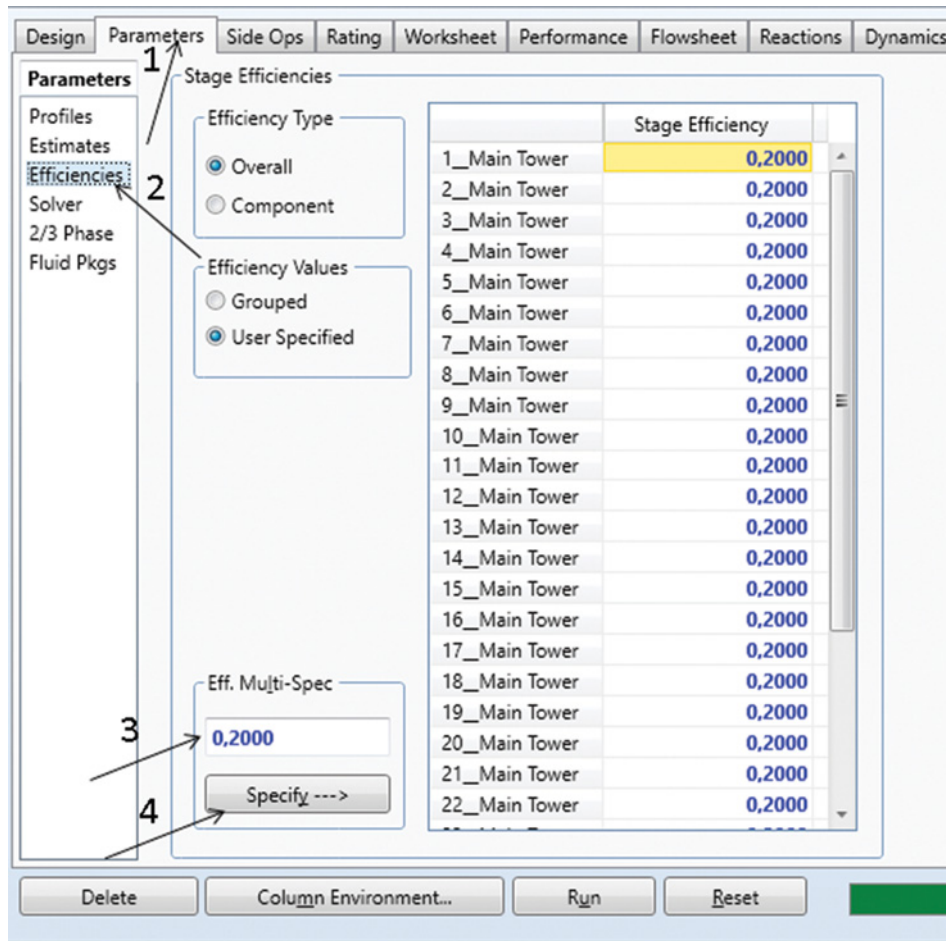 Design Parameters Side Ops Rating Worksheet Performance Flowsheet Reactions Dynamics
1
Parameters
Profiles
Estimates
Efficiencies
Solver
2/3 Phase
Fluid Pkgs
2
Stage Efficiencies
Efficiency Type
Overall
Component
Efficiency Values
Grouped
User Specified
Eff. Multi-Spec
3
0,2000
Specify --->
4
Stage Efficiency
1__Main Tower 0,2000
2__Main Tower 0,2000
3__Main Tower 0,2000
4__Main Tower 0,2000
5__Main Tower 0,2000
6__Main Tower 0,2000
7__Main Tower 0,2000
8__Main Tower 0,2000
9__Main Tower 0,2000
10__Main Tower 0,2000
11__Main Tower 0,2000
12__Main Tower 0,2000
13__Main Tower 0,2000
14__Main Tower 0,2000
15__Main Tower 0,2000
16__Main Tower 0,2000
17__Main Tower 0,2000
18__Main Tower 0,2000
19__Main Tower 0,2000
20__Main Tower 0,2000
21__Main Tower 0,2000
22__Main Tower 0,2000
Delete Column Environment... Run Reset